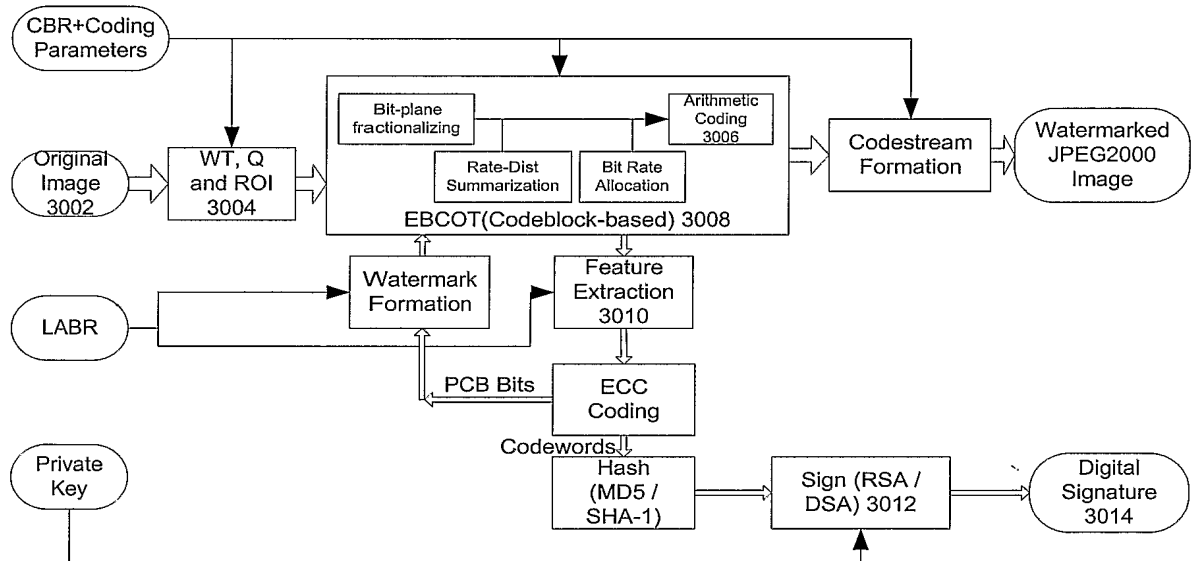 CBR+Coding
Parameters
Bit-plane
fractionalizing
Arithmetic
Coding
3006
Rate-Dist
Summarization
Bit Rate
Allocation
EBCOT(Codeblock-based) 3008
Original
Image
3002
WT, Q
and ROI
3004
Codestream
Formation
Watermarked
JPEG2000
Image
Watermark
Formation
Feature
Extraction
3010
LABR
PCB Bits
ECC
Coding
Codewords
Private
Key
Hash
(MD5 /
SHA-1)
Sign (RSA /
DSA) 3012
Digital
Signature
3014